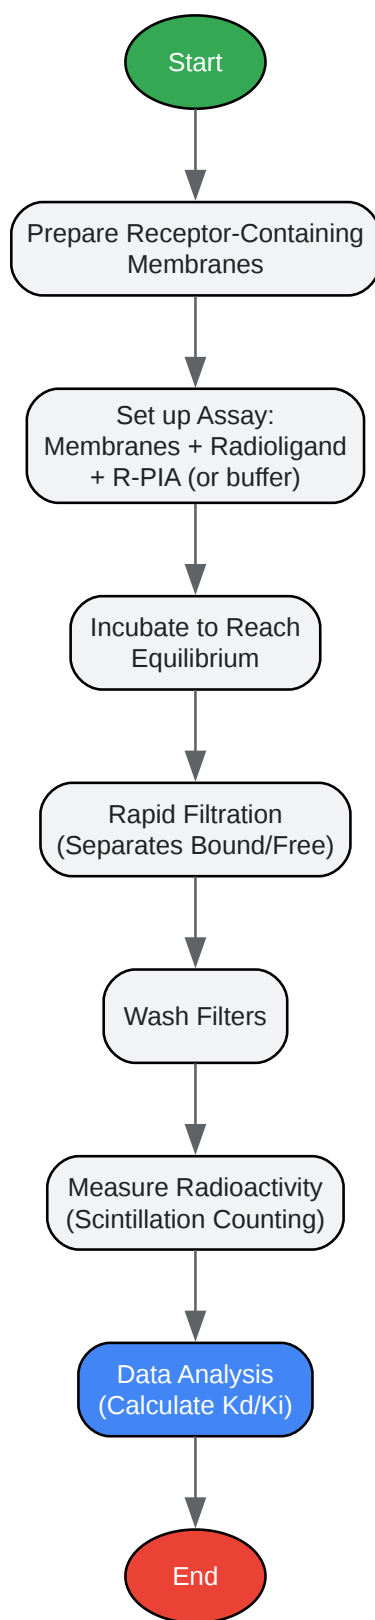 Start
Prepare Receptor-Containing
Membranes
Set up Assay:
Membranes + Radioligand
+ R-PIA (or buffer)
Incubate to Reach
Equilibrium
Rapid Filtration
(Separates Bound/Free)
Wash Filters
Measure Radioactivity
(Scintillation Counting)
Data Analysis
(Calculate Kd/Ki)
End